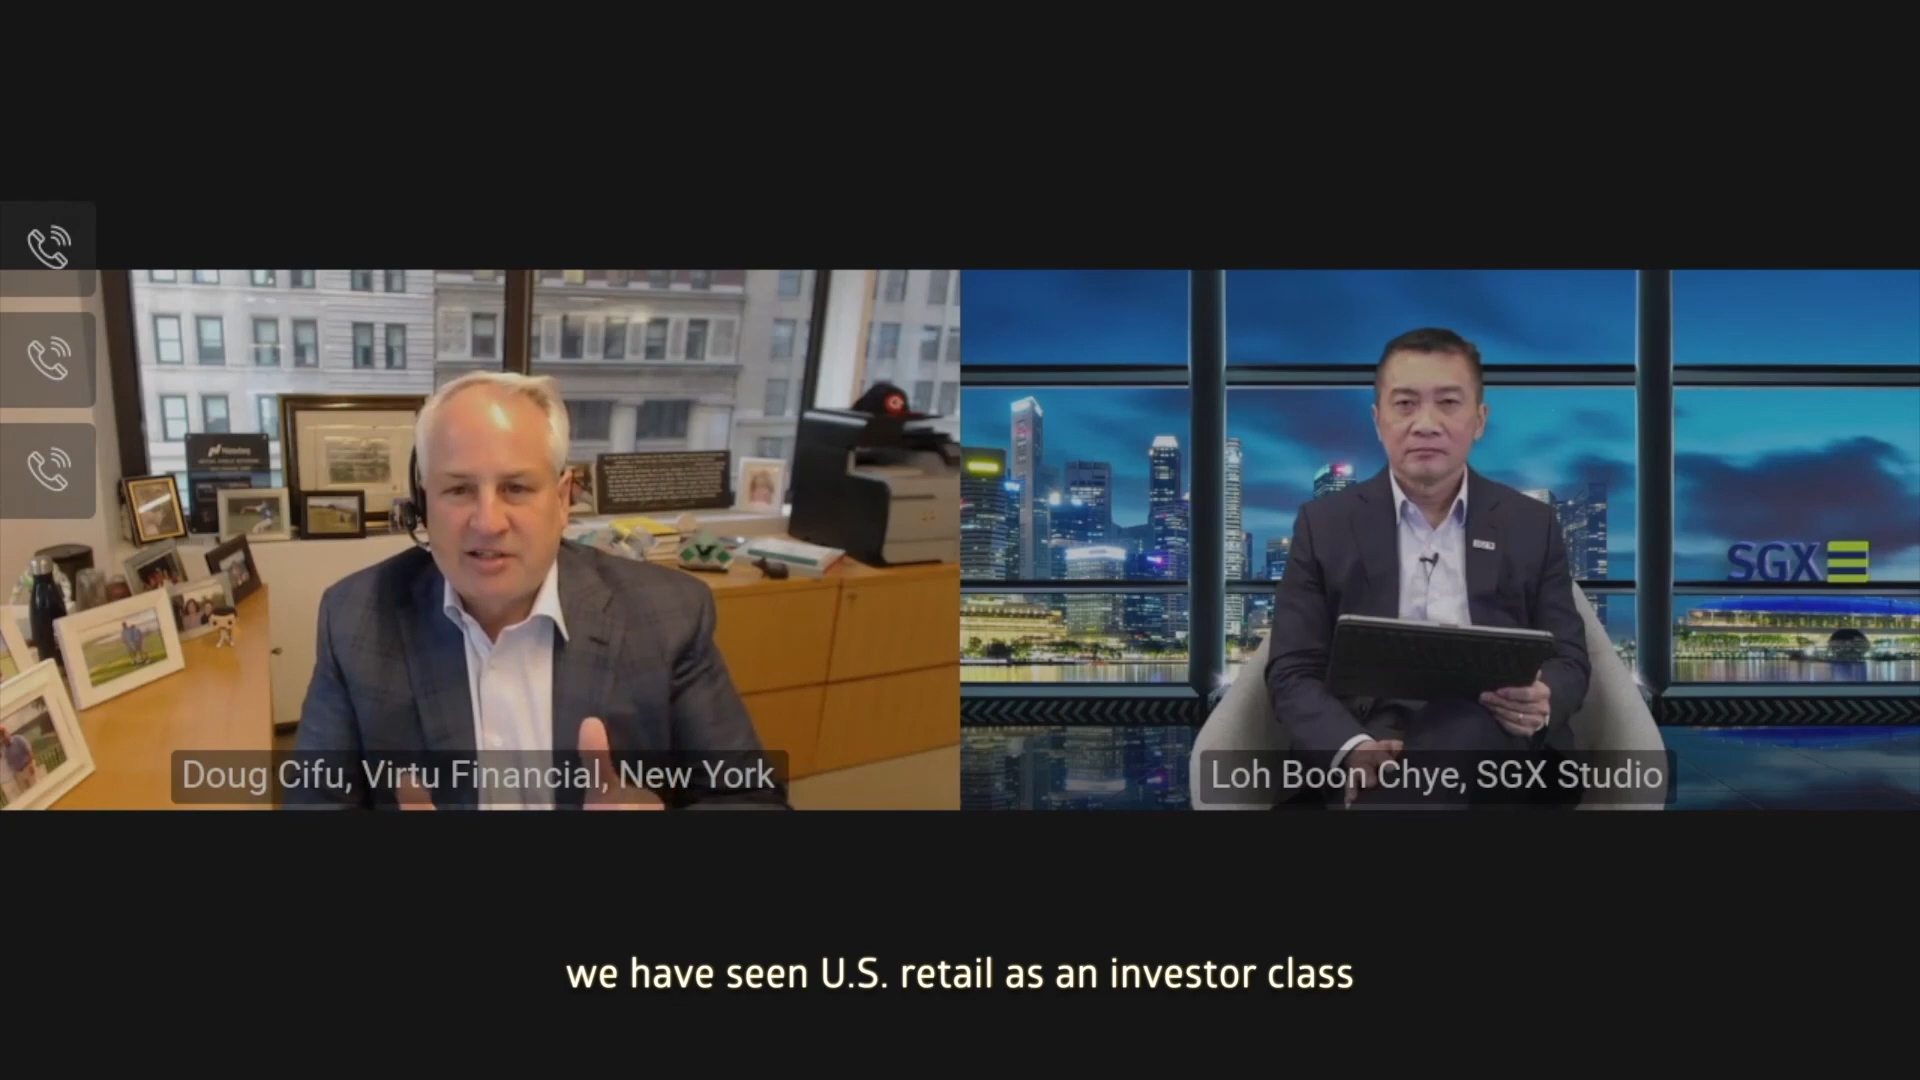 Nasdaq
SGX
Doug Cifu, Virtu Financial, New York
Loh Boon Chye, SGX Studio
we have seen U.S. retail as an investor class